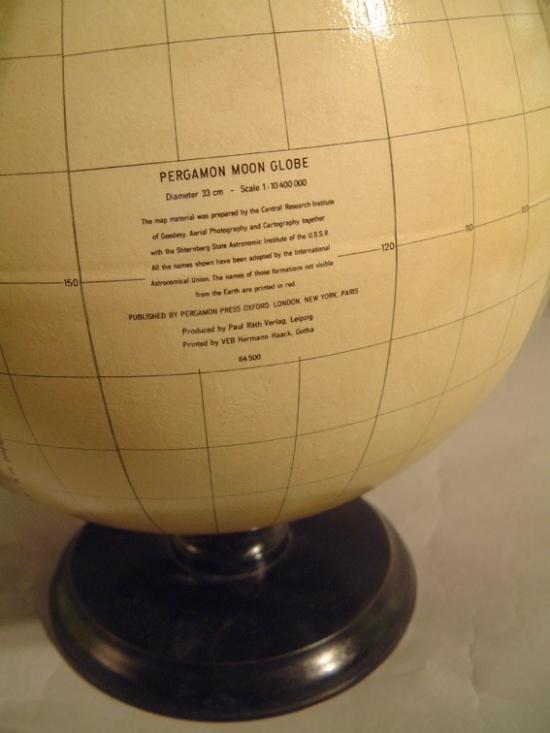 PERGAMON MOON GLOBE
Diameter 33 cm - Scale 1:10 400 000
The map material was prepared by the Central Research Institute
of Geodesy, Aerial Photography and Cartography together
with the Shternberg State Astronomic Institute of the U.S.S.R.
All the names shown have been adopted by the International
Astronomical Union. The names of those formations not visible
from the Earth are printed in red.
PUBLISHED BY PERGAMON PRESS OXFORD, LONDON, NEW YORK, PARIS
Produced by Paul Räth Verlag, Leipzig
Printed by VEB Hermann Haack, Gotha
64 500
150
120
110
100